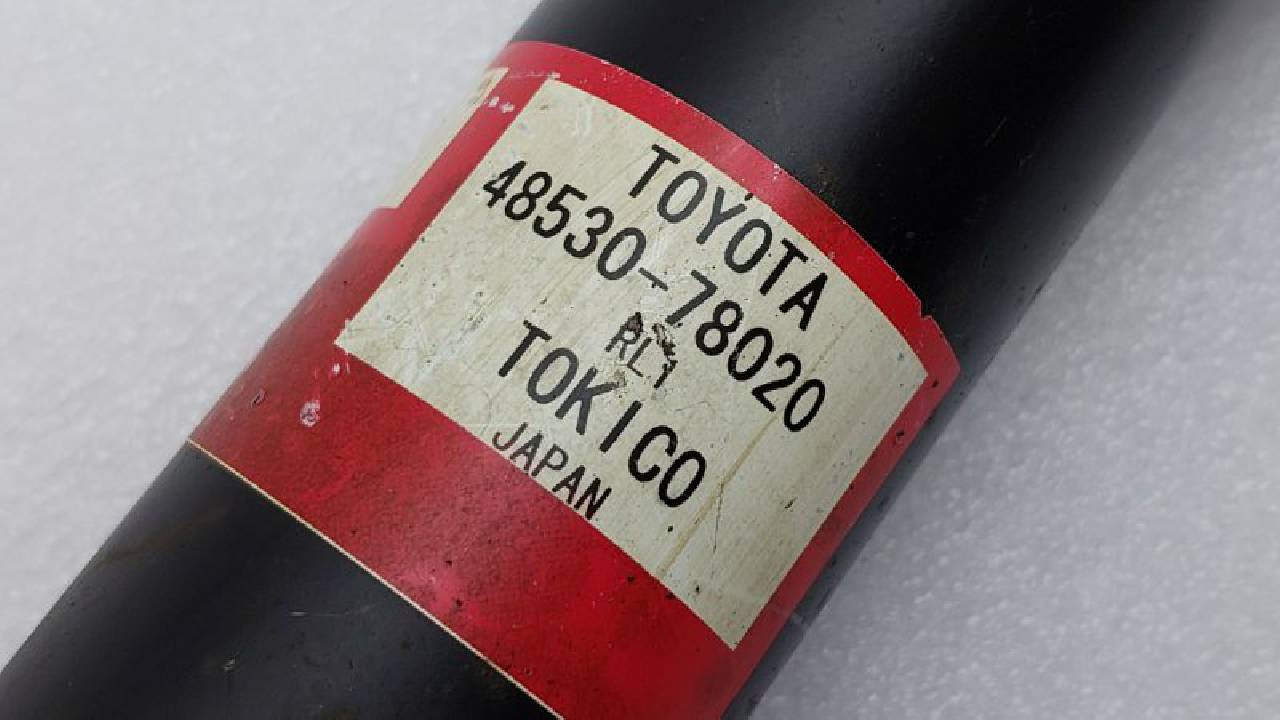 TOYOTA
48530-78020
RL1
TOKICO
JAPAN